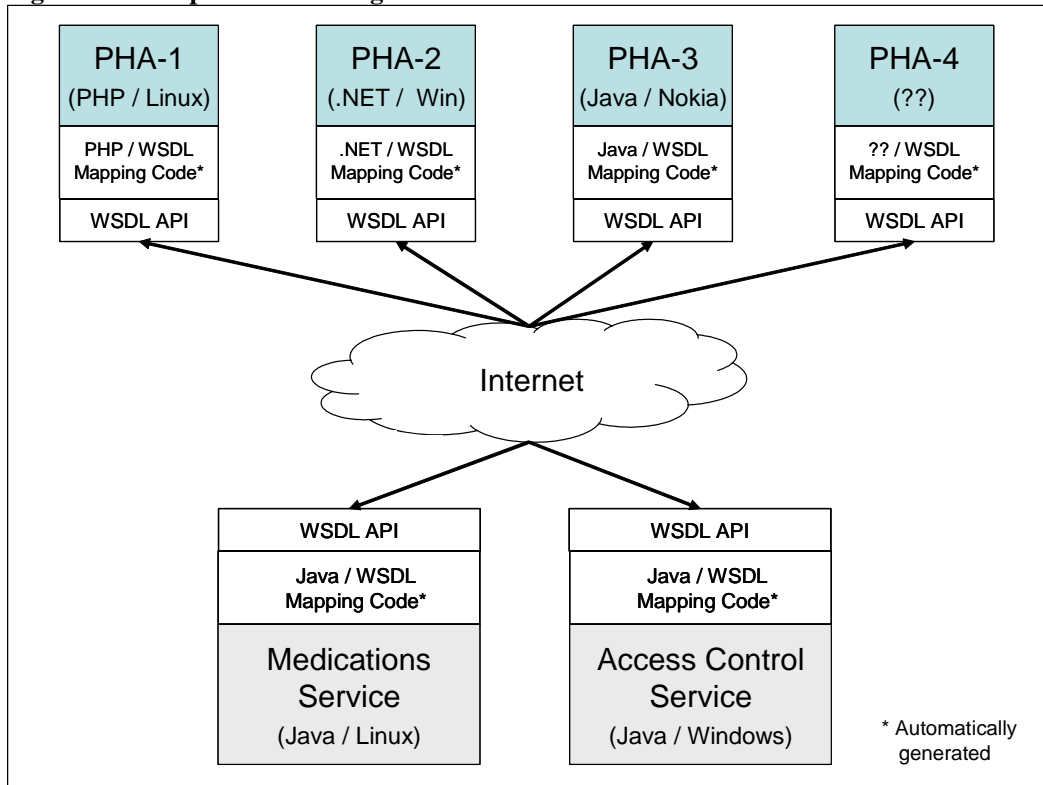 PHA-1
(PHP / Linux)
PHP / WSDL
Mapping Code*
WSDL API
PHA-2
(.NET / Win)
.NET / WSDL
Mapping Code*
WSDL API
PHA-3
(Java / Nokia)
Java / WSDL
Mapping Code*
WSDL API
PHA-4
(??)
?? / WSDL
Mapping Code*
WSDL API
Internet
WSDL API
Java / WSDL
Mapping Code*
Medications
Service
(Java / Linux)
WSDL API
Java / WSDL
Mapping Code*
Access Control
Service
(Java / Windows)
* Automatically
generated